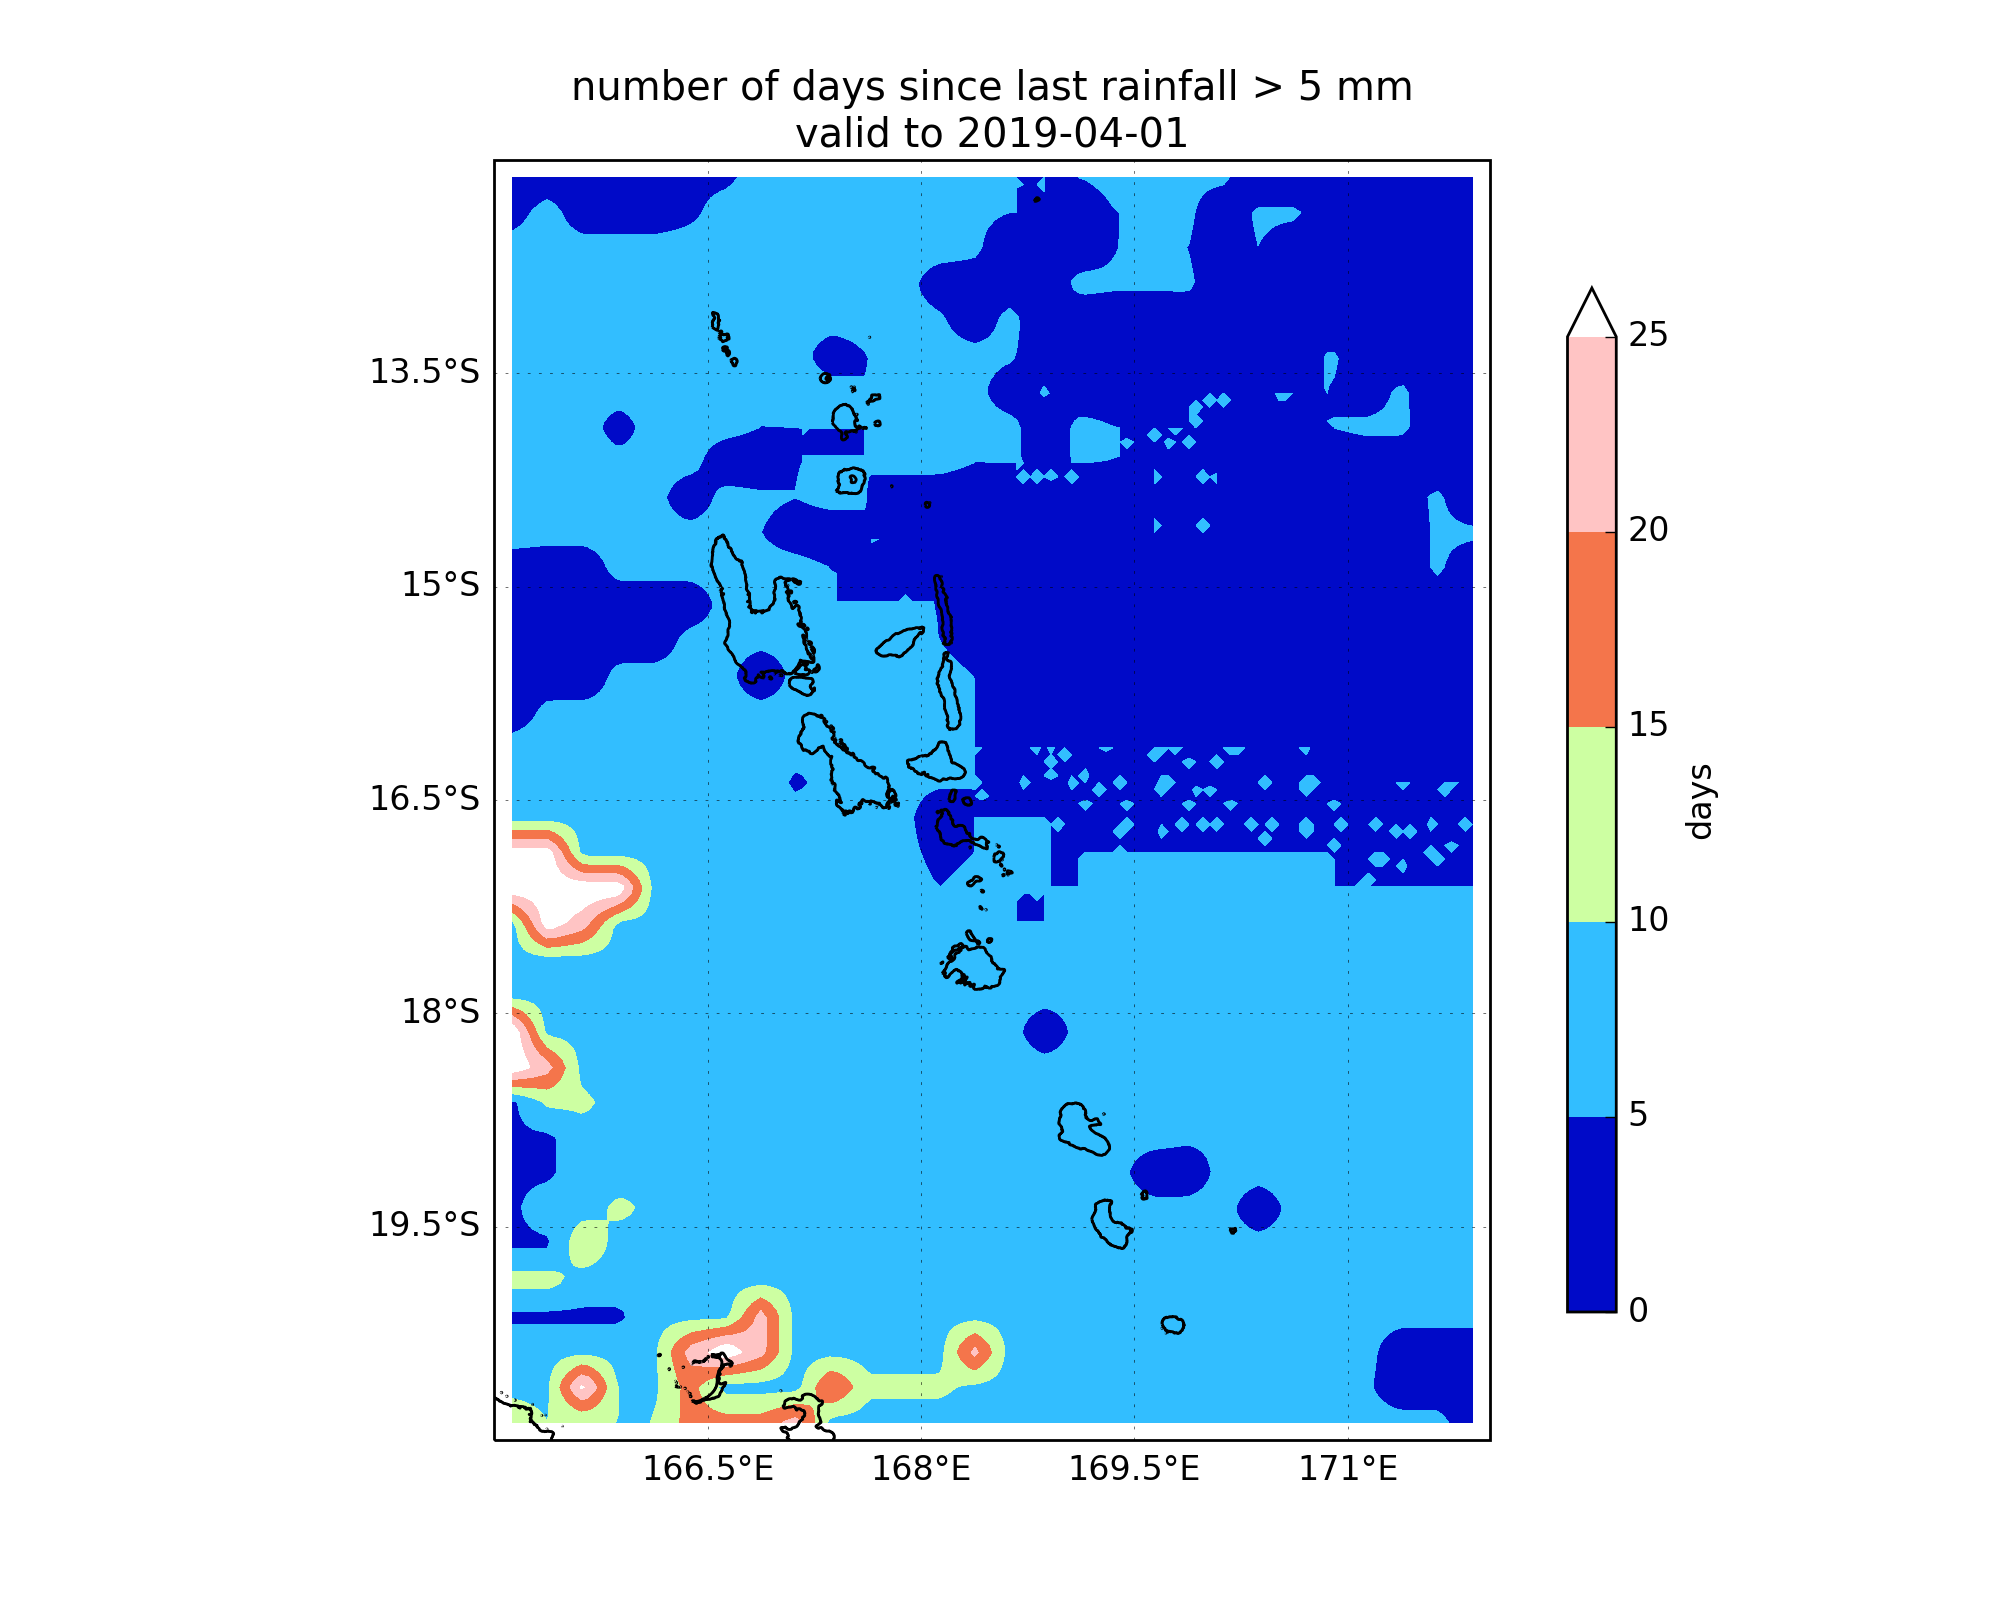 number of days since last rainfall > 5 mm
valid to 2019-04-01
13.5°S
15°S
16.5°S
18°S
19.5°S
166.5°E
168°E
169.5°E
171°E
25
20
15
10
5
0
days